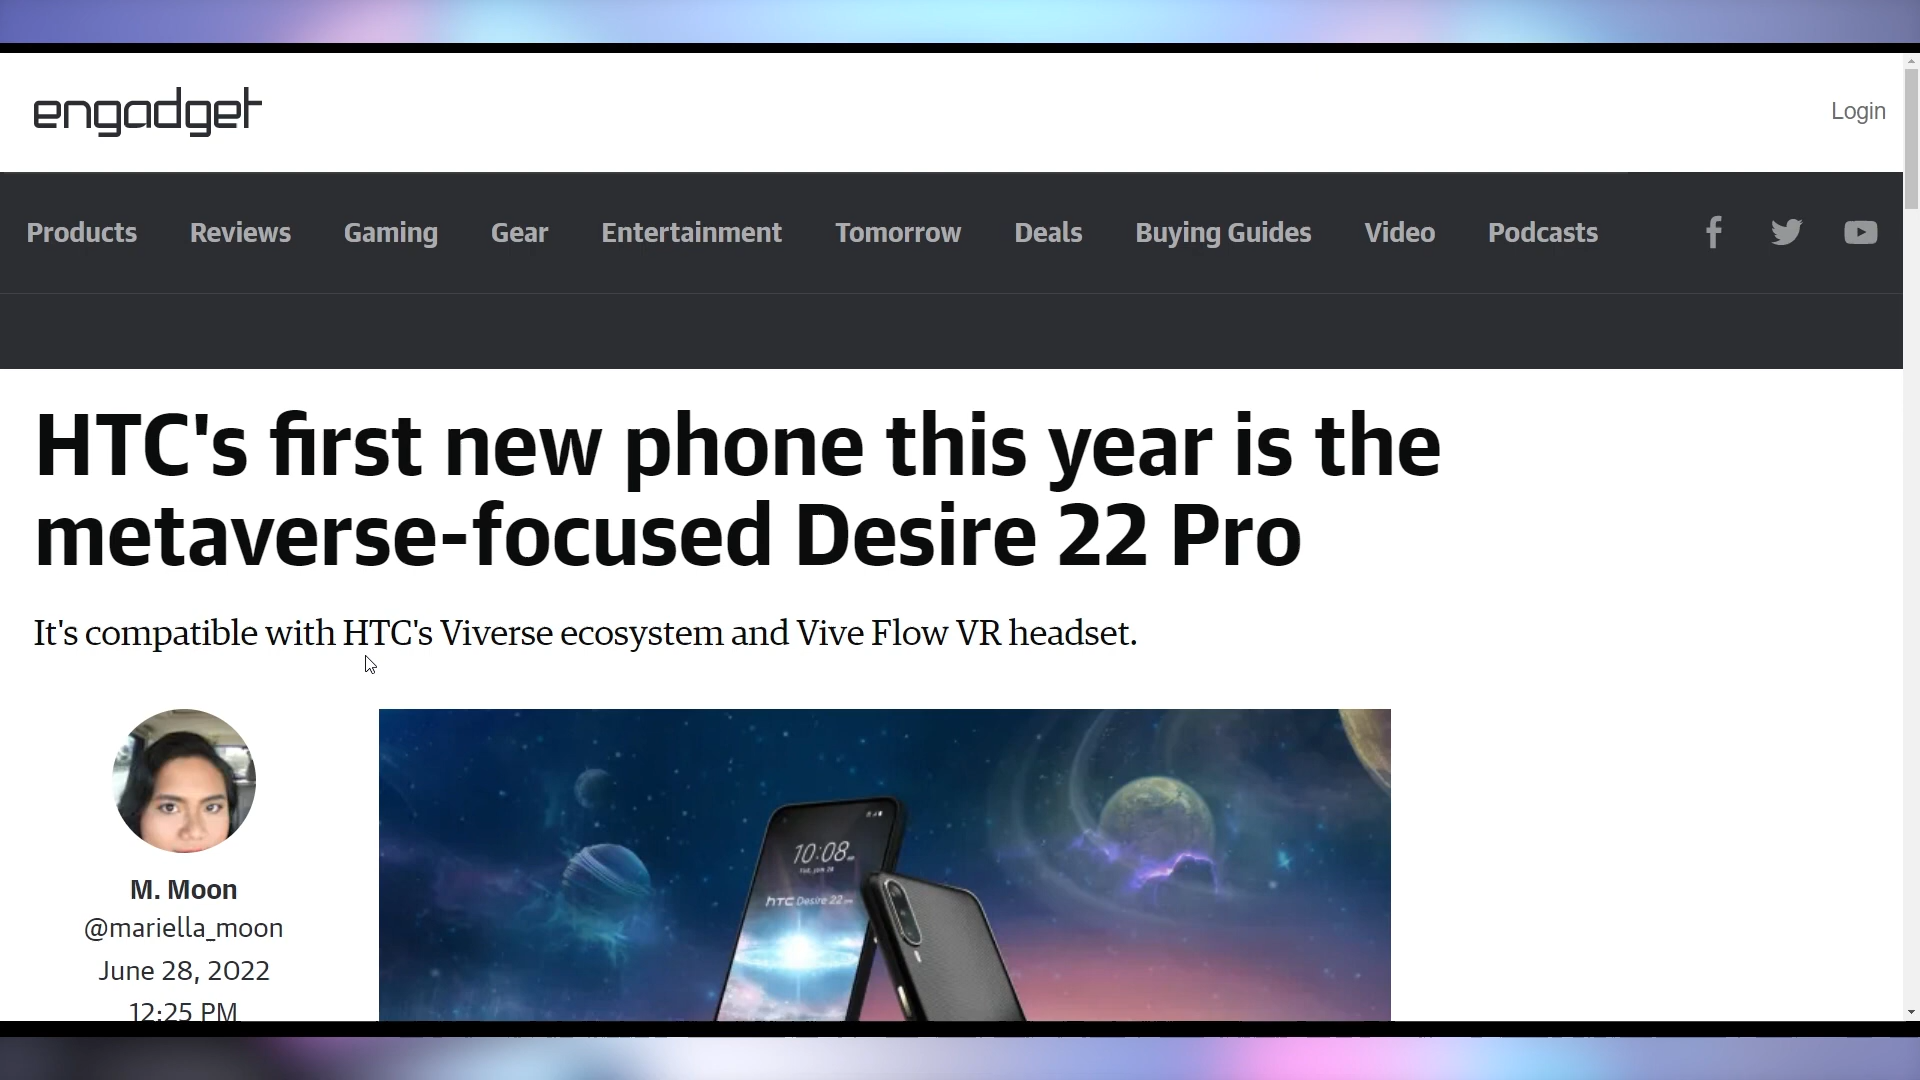 engadget
Login
Products Reviews Gaming Gear Entertainment Tomorrow Deals Buying Guides Video Podcasts
HTC's first new phone this year is the
metaverse-focused Desire 22 Pro
It's compatible with HTC's Viverse ecosystem and Vive Flow VR headset.
M. Moon
@mariella_moon
June 28, 2022
12:25 PM
10:08
hTC Desire 22 pro